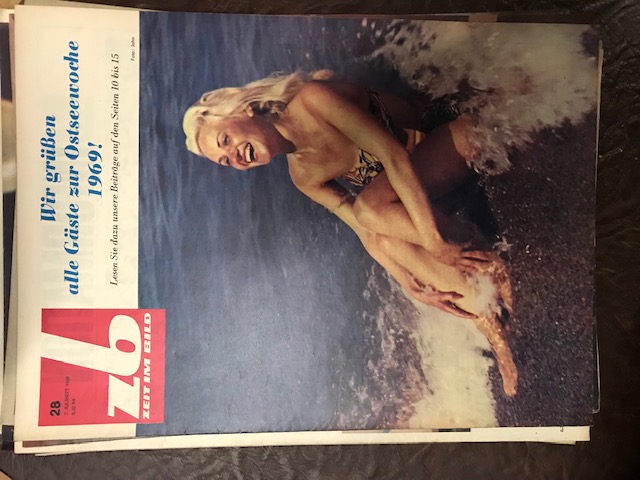 Wir grüßen
alle Gäste zur Ostseewoche
1969!
Lesen Sie dazu unsere Beiträge auf den Seiten 10 bis 15
Foto: Jahn
28
zb
ZEIT IM BILD